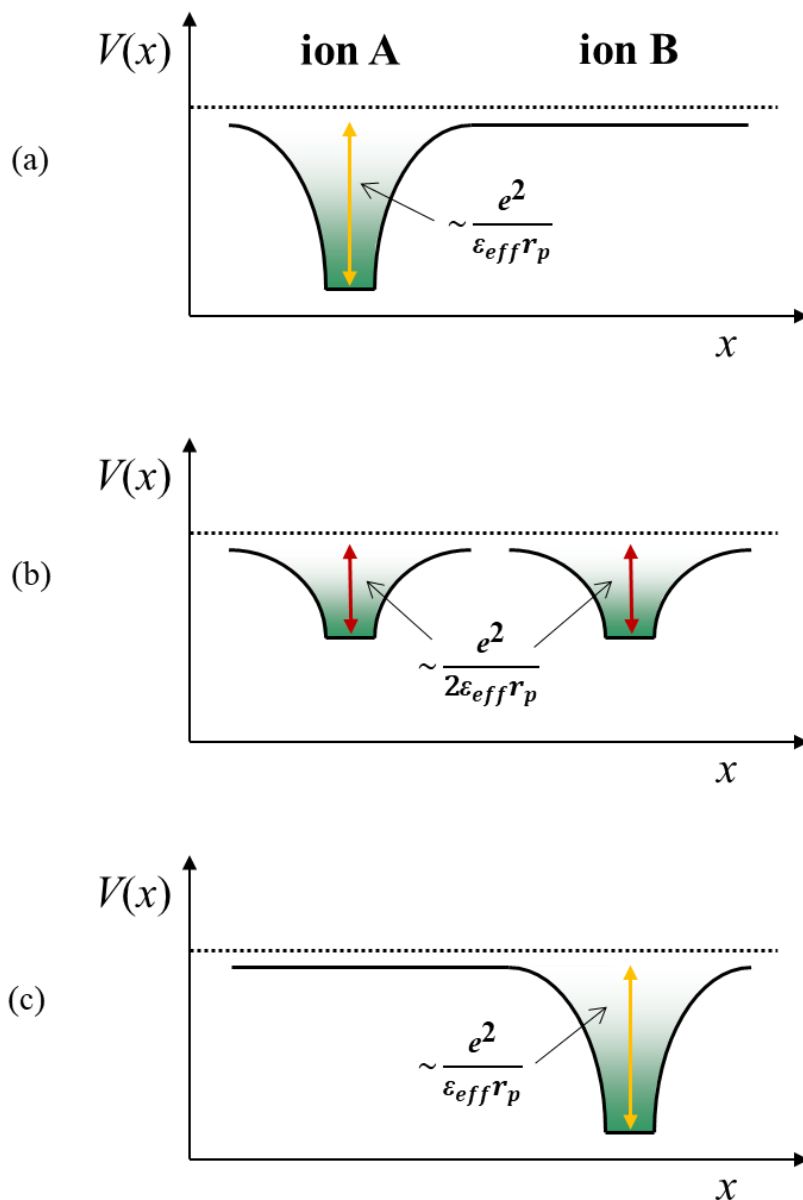 V(x) ion A ion B
(a)
~ e² / ε_eff r_p
x
V(x)
(b)
~ e² / 2ε_eff r_p
x
V(x)
(c)
~ e² / ε_eff r_p
x